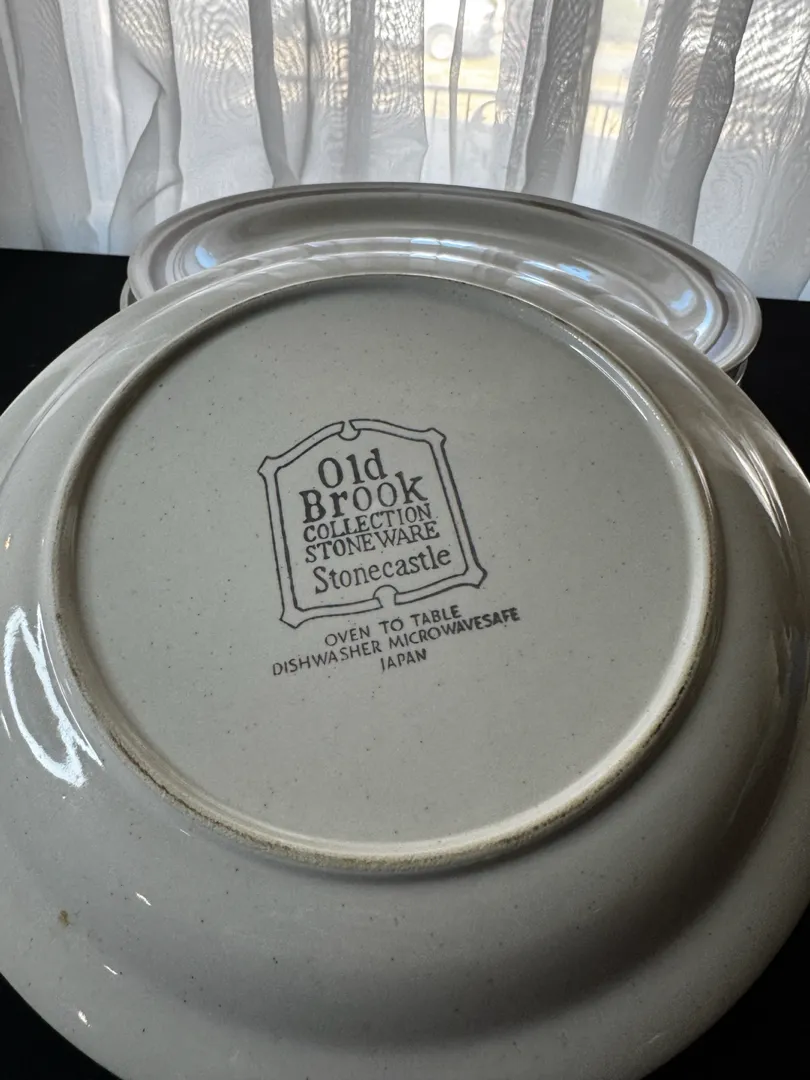 Old
Brook
COLLECTION
STONEWARE
Stonecastle
OVEN TO TABLE
DISHWASHER MICROWAVESAFE
JAPAN